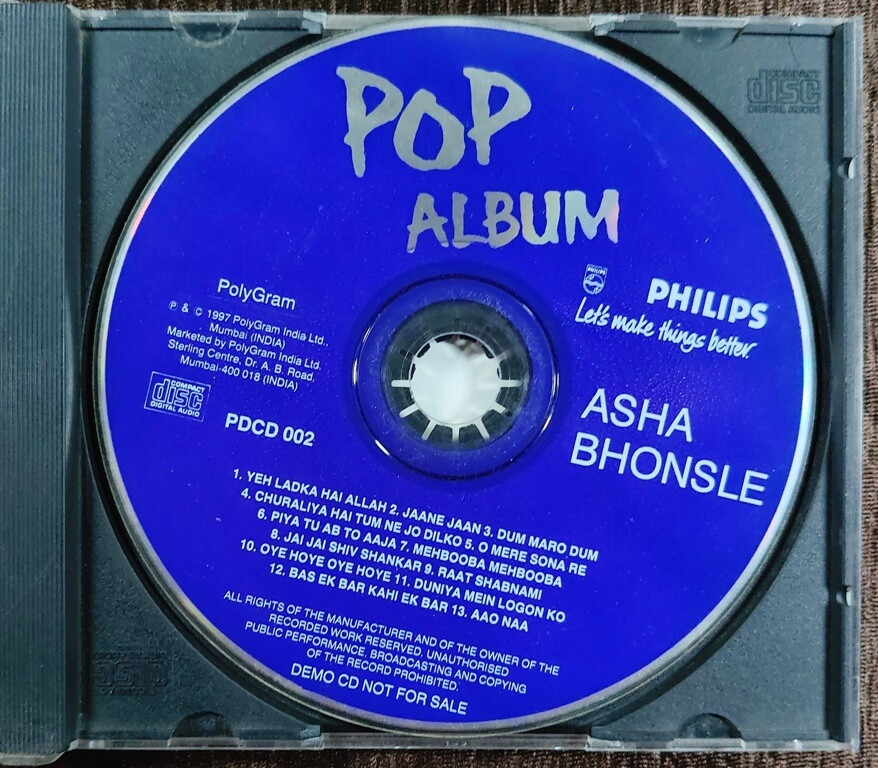 POP
ALBUM
PHILIPS
PHILIPS
Let's make things better.
PolyGram
℗ & © 1997 PolyGram India Ltd.,
Mumbai (INDIA)
Marketed by PolyGram India Ltd.
Sterling Centre, Dr. A. B. Road,
Mumbai-400 018 (INDIA)
COMPACT
disc
DIGITAL AUDIO
PDCD 002
ASHA
BHONSLE
1. YEH LADKA HAI ALLAH 2. JAANE JAAN 3. DUM MARO DUM
4. CHURALIYA HAI TUM NE JO DILKO 5. O MERE SONA RE
6. PIYA TU AB TO AAJA 7. MEHBOOBA MEHBOOBA
8. JAI JAI SHIV SHANKAR 9. RAAT SHABNAMI
10. OYE HOYE OYE HOYE 11. DUNIYA MEIN LOGON KO
12. BAS EK BAR KAHI EK BAR 13. AAO NAA
ALL RIGHTS OF THE MANUFACTURER AND OF THE OWNER OF THE
RECORDED WORK RESERVED. UNAUTHORISED
PUBLIC PERFORMANCE, BROADCASTING AND COPYING
OF THE RECORD PROHIBITED.
DEMO CD NOT FOR SALE
COMPACT
disc
DIGITAL AUDIO